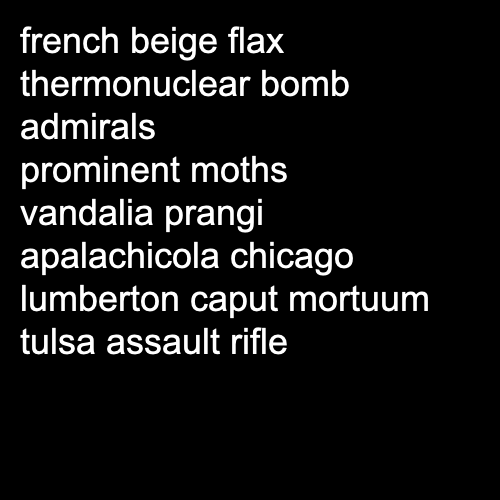 french beige flax
thermonuclear bomb
admirals
prominent moths
vandalia prangi
apalachicola chicago
lumberton caput mortuum
tulsa assault rifle